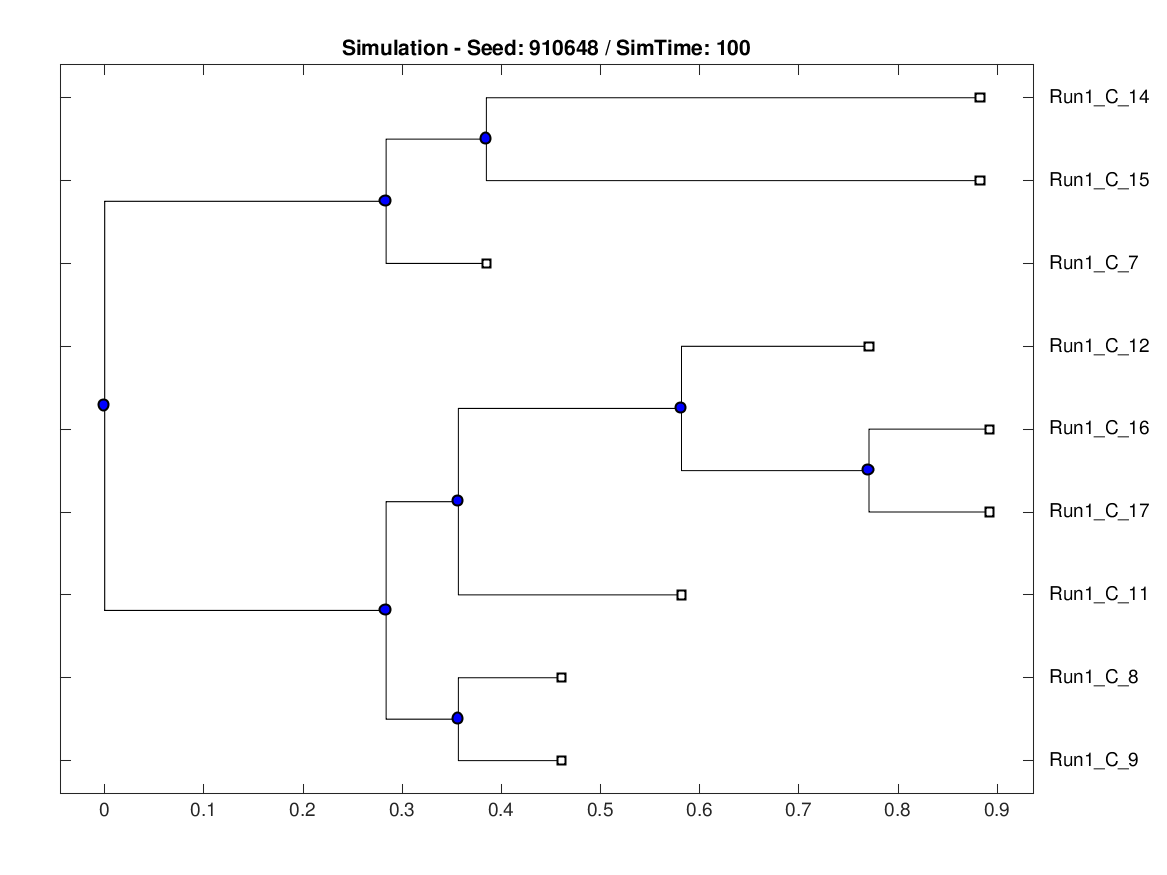 Simulation - Seed: 910648 / SimTime: 100
Run1_C_14
Run1_C_15
Run1_C_7
Run1_C_12
Run1_C_16
Run1_C_17
Run1_C_11
Run1_C_8
Run1_C_9
0 0.1 0.2 0.3 0.4 0.5 0.6 0.7 0.8 0.9